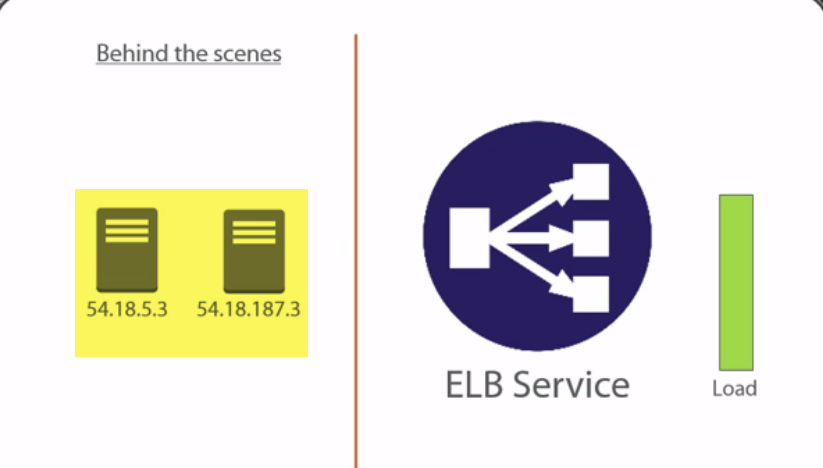 Behind the scenes
54.18.5.3
54.18.187.3
ELB Service
Load